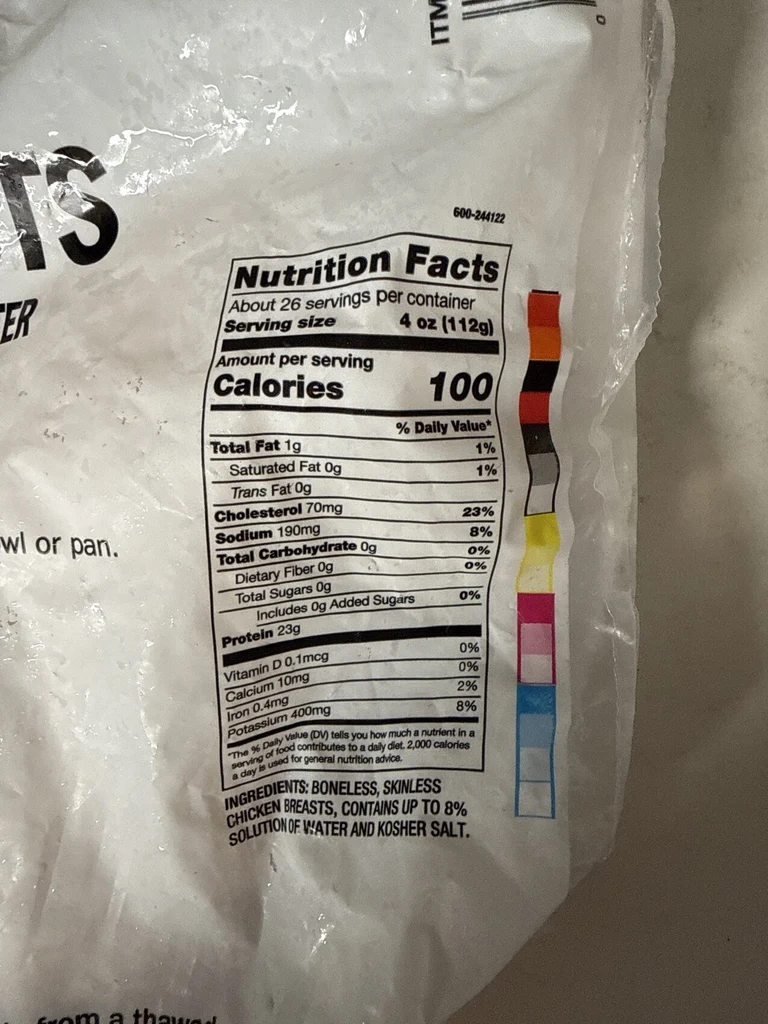 ITM
0
TS
ER
600-244122
Nutrition Facts
About 26 servings per container
Serving size 4 oz (112g)
Amount per serving
Calories 100
% Daily Value*
Total Fat 1g 1%
Saturated Fat 0g 1%
Trans Fat 0g
Cholesterol 70mg 23%
Sodium 190mg 8%
Total Carbohydrate 0g 0%
Dietary Fiber 0g 0%
Total Sugars 0g
Includes 0g Added Sugars 0%
Protein 23g
Vitamin D 0.1mcg 0%
Calcium 10mg 0%
Iron 0.4mg 2%
Potassium 400mg 8%
*The % Daily Value (DV) tells you how much a nutrient in a
serving of food contributes to a daily diet. 2,000 calories
a day is used for general nutrition advice.
INGREDIENTS: BONELESS, SKINLESS
CHICKEN BREASTS, CONTAINS UP TO 8%
SOLUTION OF WATER AND KOSHER SALT.
wl or pan.
from a thawed